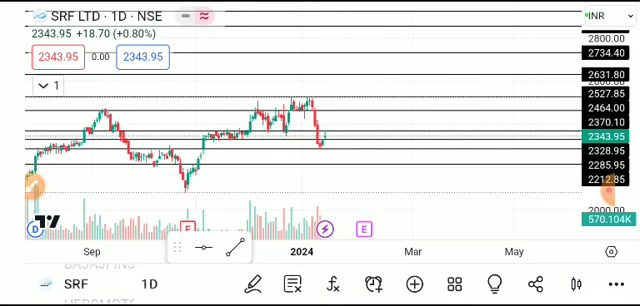 SRF LTD · 1D · NSE
INR
2343.95 +18.70 (+0.80%)
2800.00
2343.95 0.00 2343.95
2734.40
2631.80
1
2527.85
2464.00
2370.10
2343.95
2328.95
2285.95
2212.85
2000.00
570.104K
D E E
Sep 2024 Mar May
SRF 1D